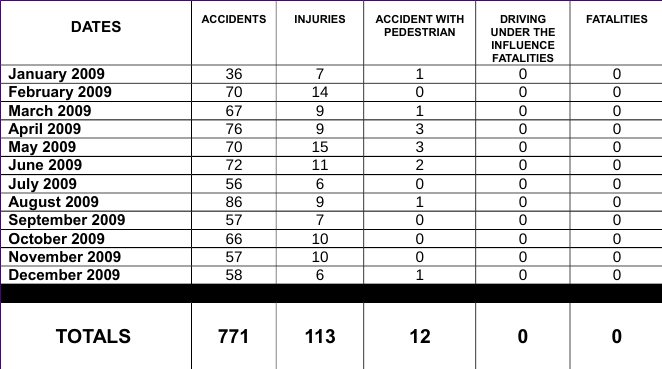 DATES ACCIDENTS INJURIES ACCIDENT WITH PEDESTRIAN DRIVING UNDER THE INFLUENCE FATALITIES FATALITIES
January 2009 36 7 1 0 0
February 2009 70 14 0 0 0
March 2009 67 9 1 0 0
April 2009 76 9 3 0 0
May 2009 70 15 3 0 0
June 2009 72 11 2 0 0
July 2009 56 6 0 0 0
August 2009 86 9 1 0 0
September 2009 57 7 0 0 0
October 2009 66 10 0 0 0
November 2009 57 10 0 0 0
December 2009 58 6 1 0 0
TOTALS 771 113 12 0 0